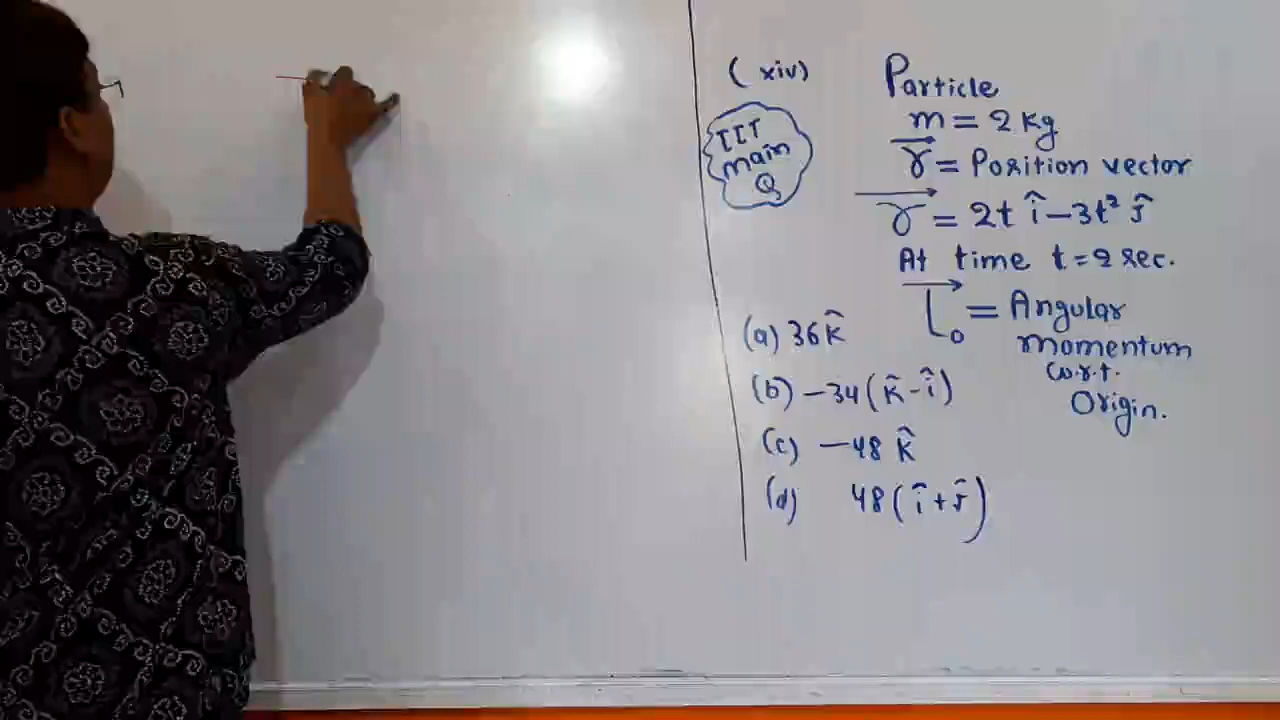 (xiv) Particle
IIT
main
Q
m = 2 kg
r⃗ = Position vector
r⃗ = 2t î – 3t² ĵ
At time t = 2 sec.
L⃗₀ = Angular
momentum
w.r.t.
Origin.
(a) 36 k̂
(b) – 34 (k̂ – î)
(c) – 48 k̂
(d) 48 (î + ĵ)